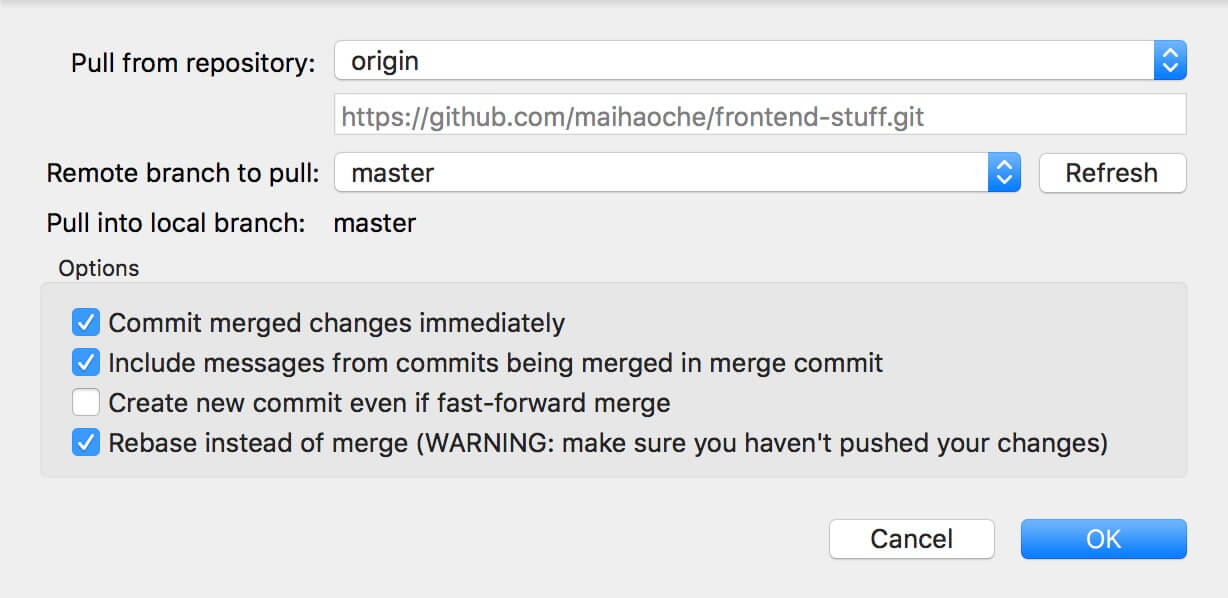 Pull from repository: origin
https://github.com/maihaoche/frontend-stuff.git
Remote branch to pull: master Refresh
Pull into local branch: master
Options
Commit merged changes immediately
Include messages from commits being merged in merge commit
Create new commit even if fast-forward merge
Rebase instead of merge (WARNING: make sure you haven't pushed your changes)
Cancel OK